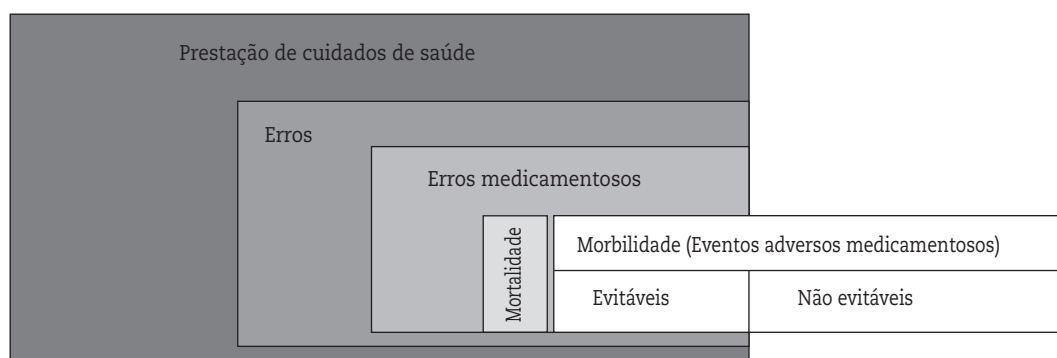 Prestação de cuidados de saúde
Erros
Erros medicamentosos
Mortalidade
Morbilidade (Eventos adversos medicamentosos)
Evitáveis
Não evitáveis